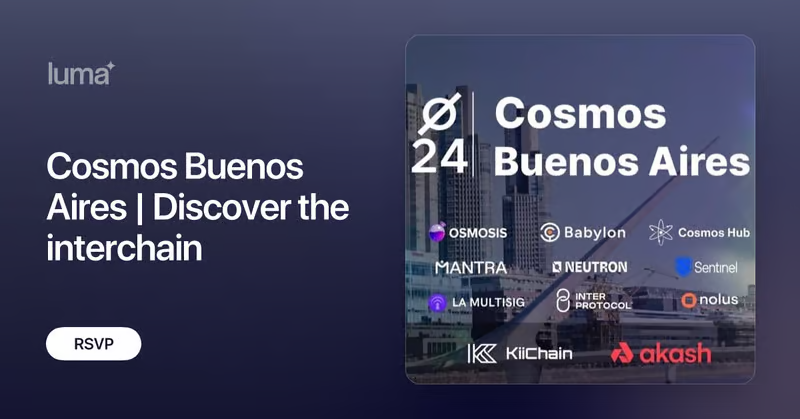 luma
Cosmos Buenos
Aires | Discover the
interchain
RSVP
Ø
24
Cosmos
Buenos Aires
OSMOSIS
Babylon
Cosmos Hub
MANTRA
NEUTRON
Sentinel
LA MULTISIG
INTER
PROTOCOL
nolus
KiiChain
akash